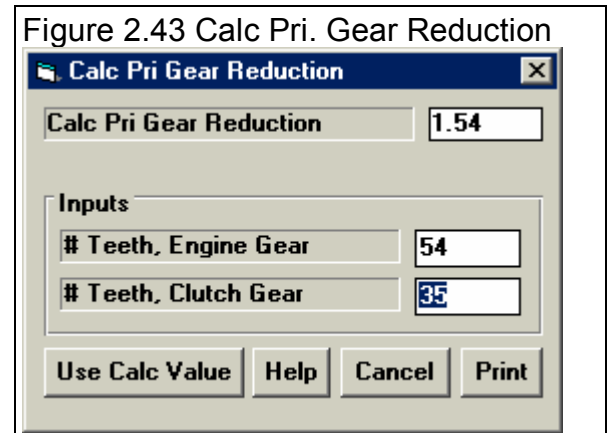 Figure 2.43 Calc Pri. Gear Reduction
Calc Pri Gear Reduction
Calc Pri Gear Reduction 1.54
Inputs
# Teeth, Engine Gear 54
# Teeth, Clutch Gear 35
Use Calc Value Help Cancel Print